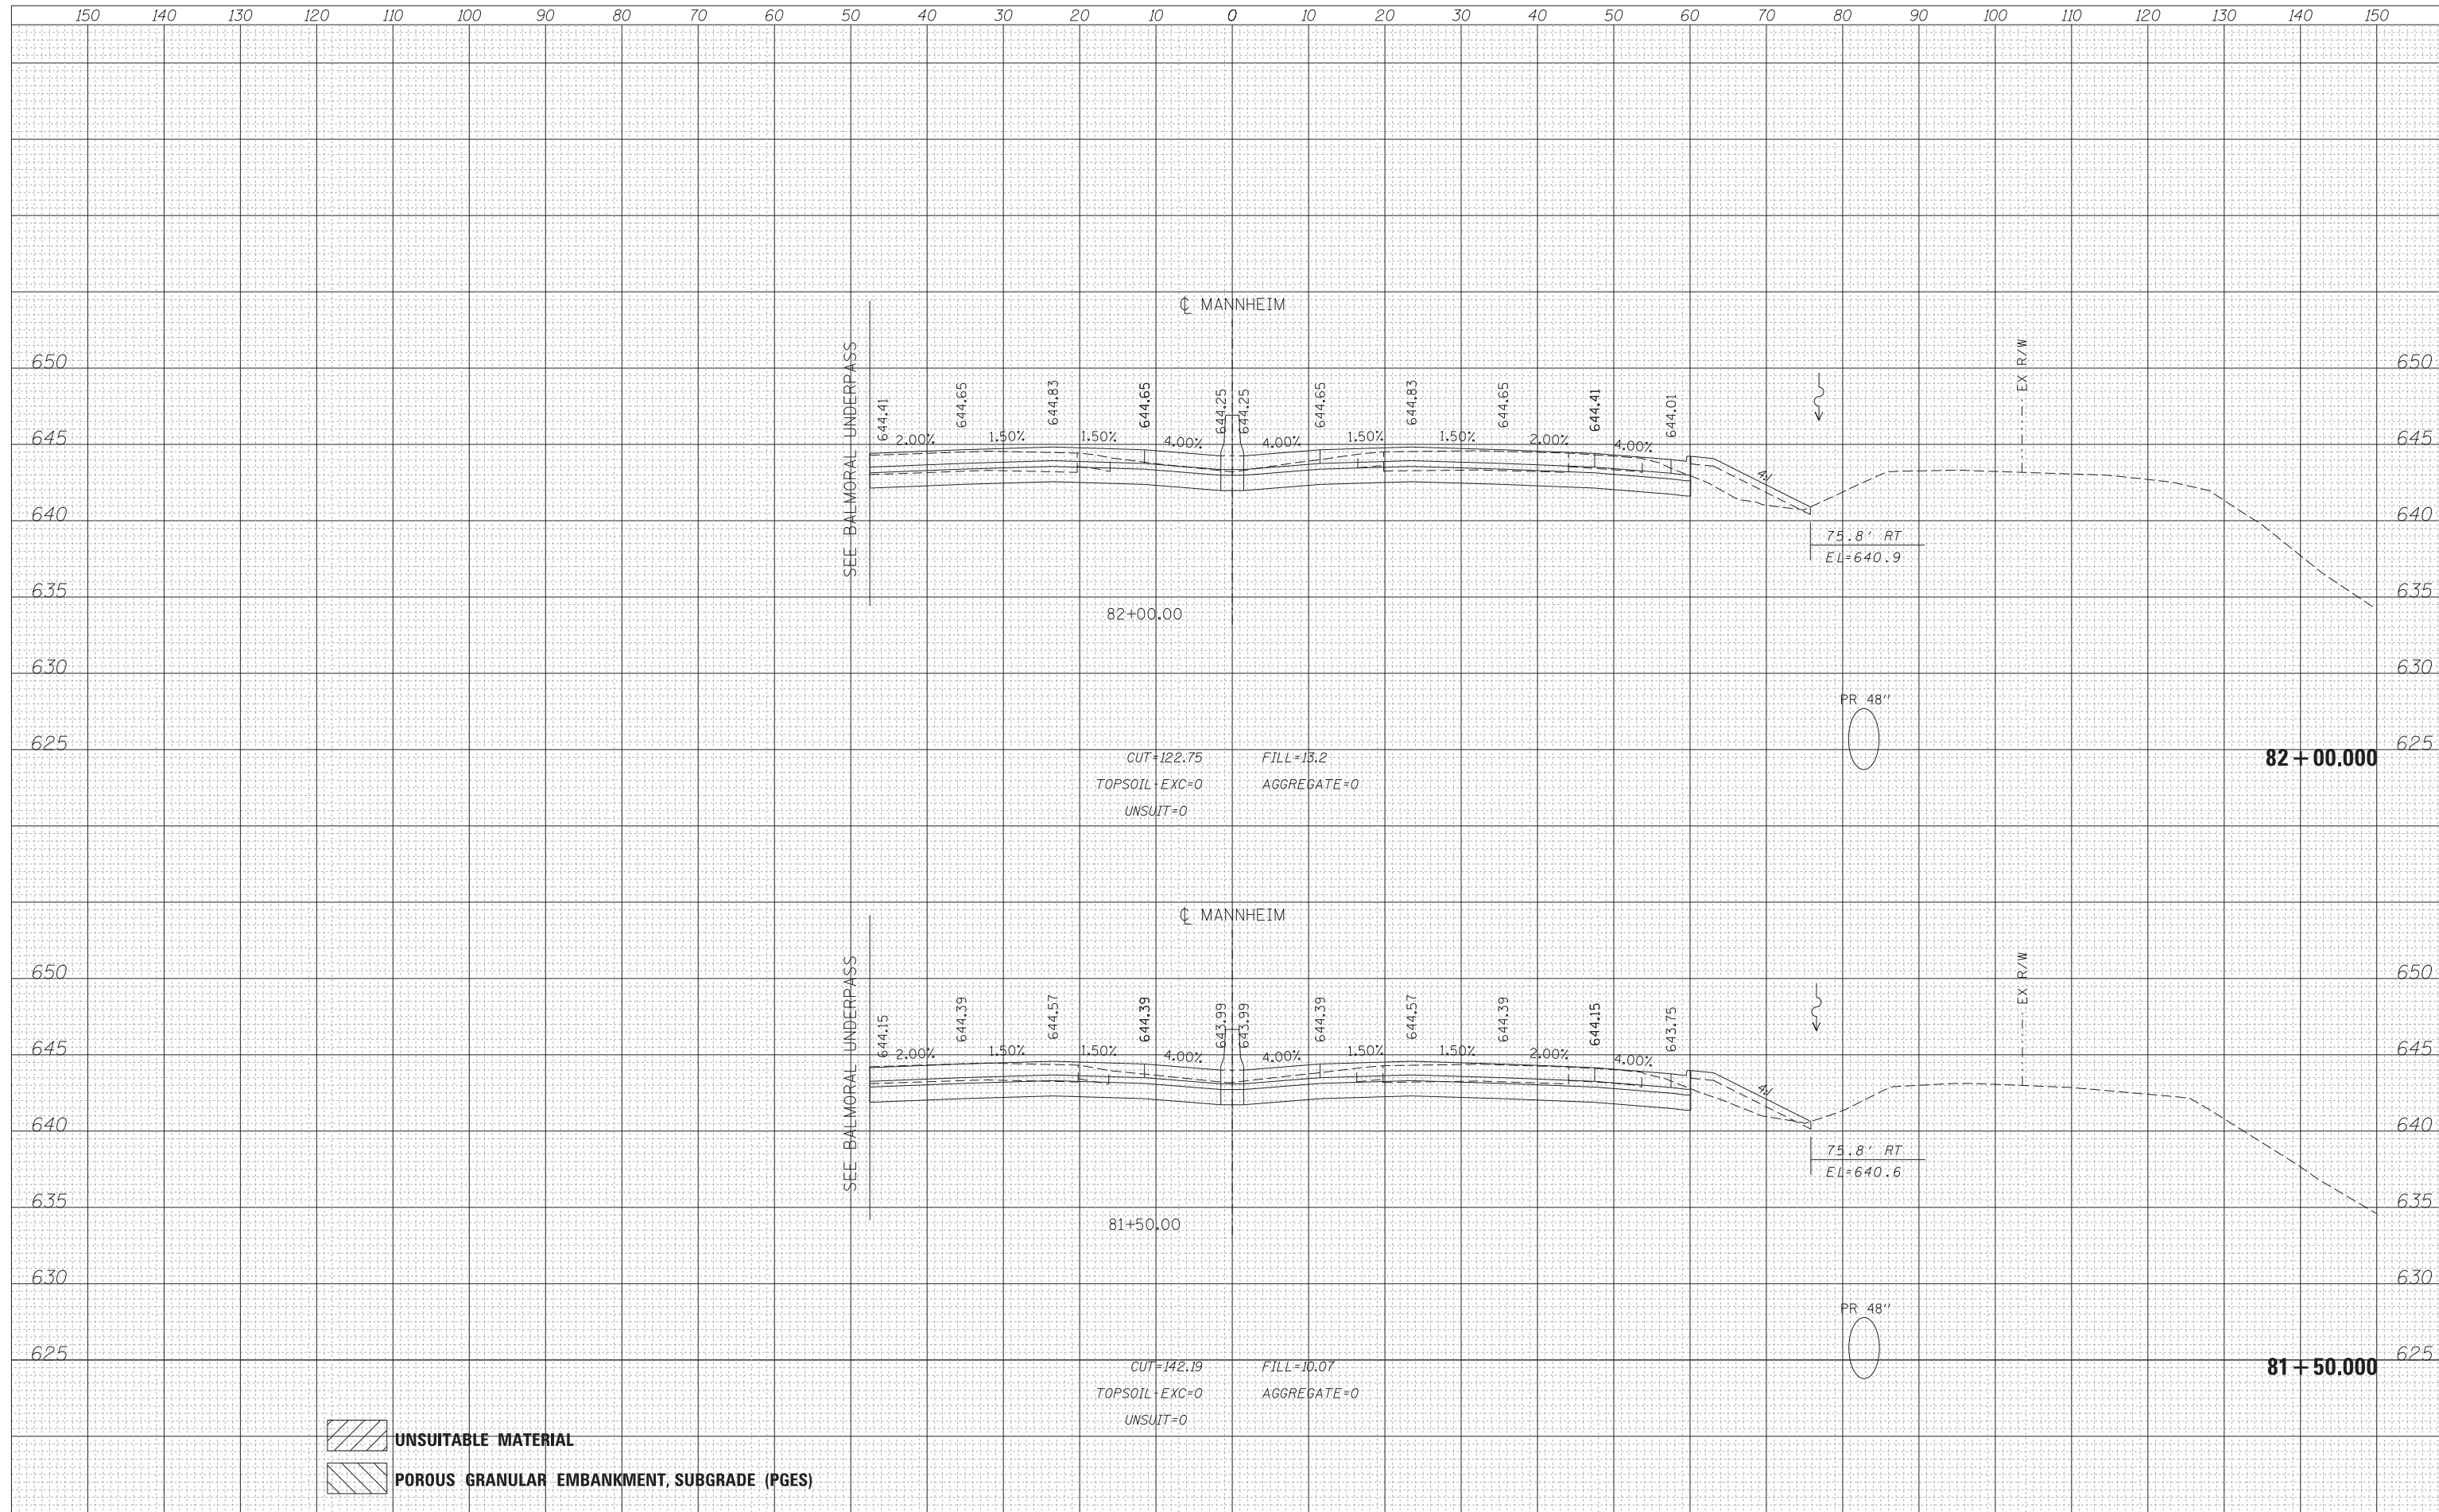 150 140 130 120 110 100 90 80 70 60 50 40 30 20 10 0 10 20 30 40 50 60 70 80 90 100 110 120 130 140 150
℄ MANNHEIM
SEE BALMORAL UNDERPASS
EX R/W
650 650
644.41 644.65 644.83 644.65 644.25 644.25 644.65 644.83 644.65 644.41 644.01
645 645
2.00% 1.50% 1.50% 4.00% 4.00% 1.50% 1.50% 2.00% 4.00%
4:1
640 640
75.8' RT
EL=640.9
635 635
82+00.00
630 630
PR 48"
625 625
CUT=122.75 FILL=13.2
82+00.000
TOPSOIL-EXC=0 AGGREGATE=0
UNSUIT=0
℄ MANNHEIM
SEE BALMORAL UNDERPASS
EX R/W
650 650
644.15 644.39 644.57 644.39 643.99 643.99 644.39 644.57 644.39 644.15 643.75
645 645
2.00% 1.50% 1.50% 4.00% 4.00% 1.50% 1.50% 2.00% 4.00%
4:1
640 640
75.8' RT
EL=640.6
635 635
81+50.00
630 630
PR 48"
625 625
CUT=142.19 FILL=10.07
81+50.000
TOPSOIL-EXC=0 AGGREGATE=0
UNSUIT=0
UNSUITABLE MATERIAL
POROUS GRANULAR EMBANKMENT, SUBGRADE (PGES)